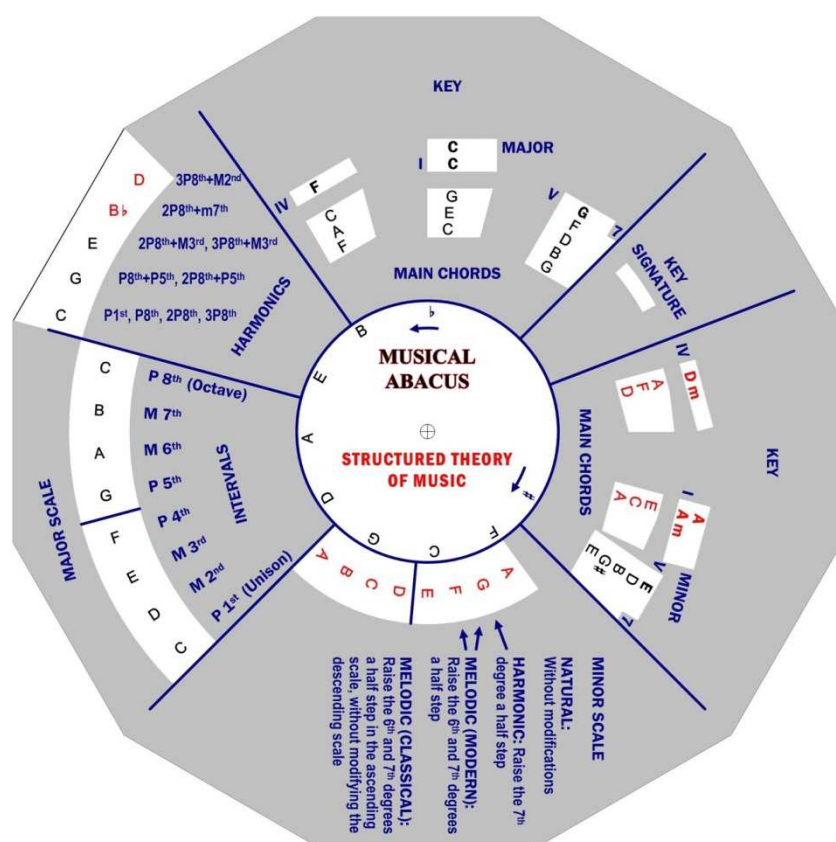 KEY
C
C
I
MAJOR
IV
F
C
A
F
G
E
C
V
G 7
F
D
B
G
MAIN CHORDS
KEY
SIGNATURE
D
3P8th+M2nd
B♭
2P8th+m7th
E
2P8th+M3rd, 3P8th+M3rd
G
P8th+P5th, 2P8th+P5th
C
P1st, P8th, 2P8th, 3P8th
HARMONICS
MAJOR SCALE
C
B
A
G
F
E
D
C
P 8th (Octave)
M 7th
M 6th
P 5th
P 4th
M 3rd
M 2nd
P 1st (Unison)
INTERVALS
♭
B
E
A
D
G
C
F
♯
MUSICAL
ABACUS
STRUCTURED THEORY
OF MUSIC
KEY
IV
Dm
A
F
D
MAIN CHORDS
I
A
Am
E
C
A
MINOR
V
E 7
D
B
G♯
E
A
G
F
E
D
C
B
A
MINOR SCALE
NATURAL:
Without modifications
HARMONIC: Raise the 7th
degree a half step
MELODIC (MODERN):
Raise the 6th and 7th degrees
a half step
MELODIC (CLASSICAL):
Raise the 6th and 7th degrees
a half step in the ascending
scale, without modifying the
descending scale